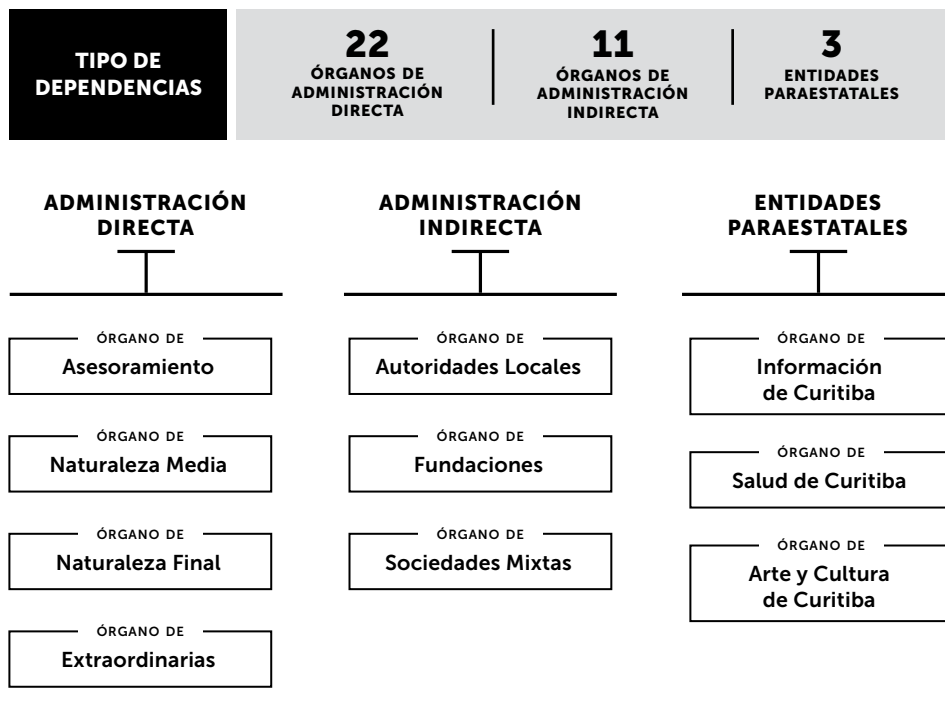 TIPO DE
DEPENDENCIAS
22
ÓRGANOS DE
ADMINISTRACIÓN
DIRECTA
11
ÓRGANOS DE
ADMINISTRACIÓN
INDIRECTA
3
ENTIDADES
PARAESTATALES
ADMINISTRACIÓN
DIRECTA
ÓRGANO DE
Asesoramiento
ÓRGANO DE
Naturaleza Media
ÓRGANO DE
Naturaleza Final
ÓRGANO DE
Extraordinarias
ADMINISTRACIÓN
INDIRECTA
ÓRGANO DE
Autoridades Locales
ÓRGANO DE
Fundaciones
ÓRGANO DE
Sociedades Mixtas
ENTIDADES
PARAESTATALES
ÓRGANO DE
Información
de Curitiba
ÓRGANO DE
Salud de Curitiba
ÓRGANO DE
Arte y Cultura
de Curitiba